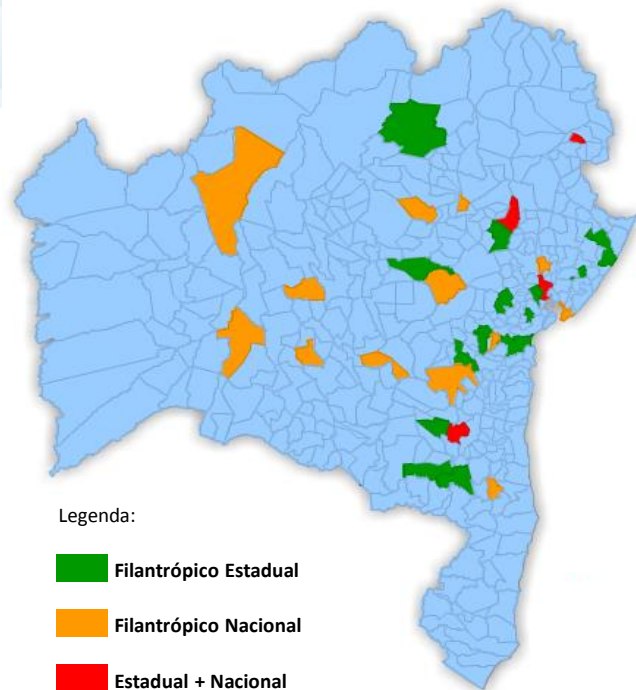 Legenda:
Filantrópico Estadual
Filantrópico Nacional
Estadual + Nacional